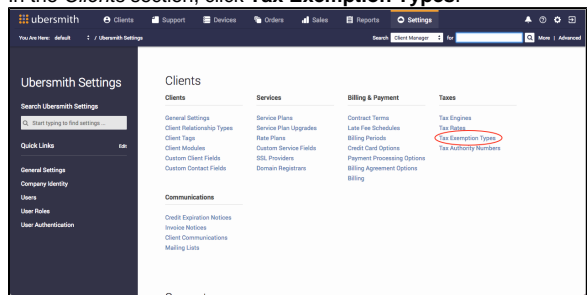 in the Clients section, click Tax Exemption Types.
ubersmith Clients Support Devices Orders Sales Reports Settings
You Are Here: default / Ubersmith Settings Search Client Manager for More | Advanced
Ubersmith Settings
Search Ubersmith Settings
Start typing to find settings ...
Quick Links Edit
General Settings
Company Identity
Users
User Roles
User Authentication
Clients
Clients
General Settings
Client Relationship Types
Client Tags
Client Modules
Custom Client Fields
Custom Contact Fields
Services
Service Plans
Service Plan Upgrades
Rate Plans
Custom Service Fields
SSL Providers
Domain Registrars
Billing & Payment
Contract Terms
Late Fee Schedules
Billing Periods
Credit Card Options
Payment Processing Options
Billing Agreement Options
Billing
Taxes
Tax Engines
Tax Rates
Tax Exemption Types
Tax Authority Numbers
Communications
Credit Expiration Notices
Invoice Notices
Client Communications
Mailing Lists